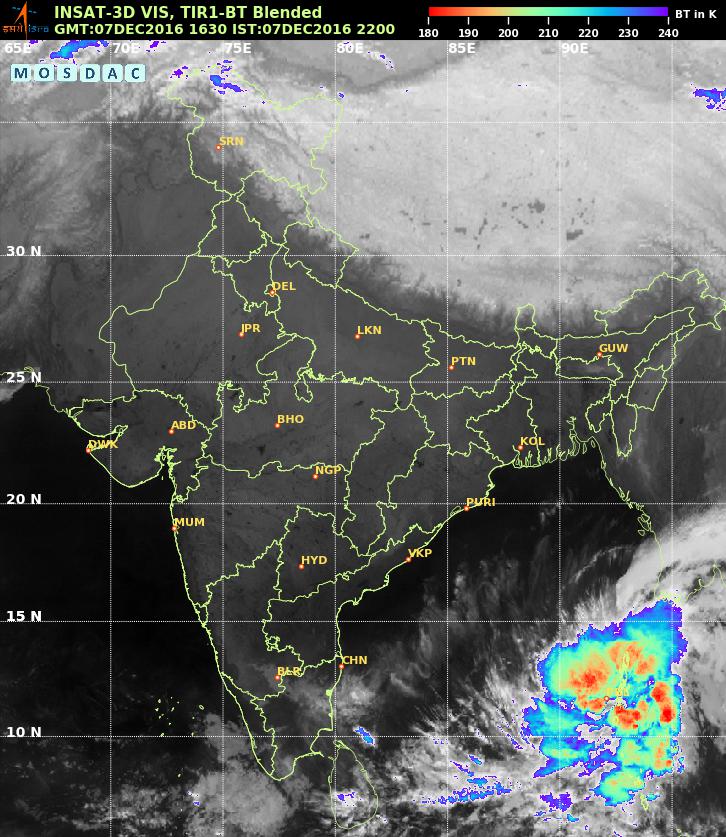 INSAT-3D VIS, TIR1-BT Blended
GMT:07DEC2016 1630 IST:07DEC2016 2200
BT in K
180 190 200 210 220 230 240
65E 70E 75E 80E 85E 90E
MOSDAC
SRN
30 N
DEL
JPR
LKN
GUW
PTN
25 N
ABD
BHO
DWK
KOL
NGP
20 N
PURI
MUM
VKP
HYD
15 N
CHN
BLR
10 N